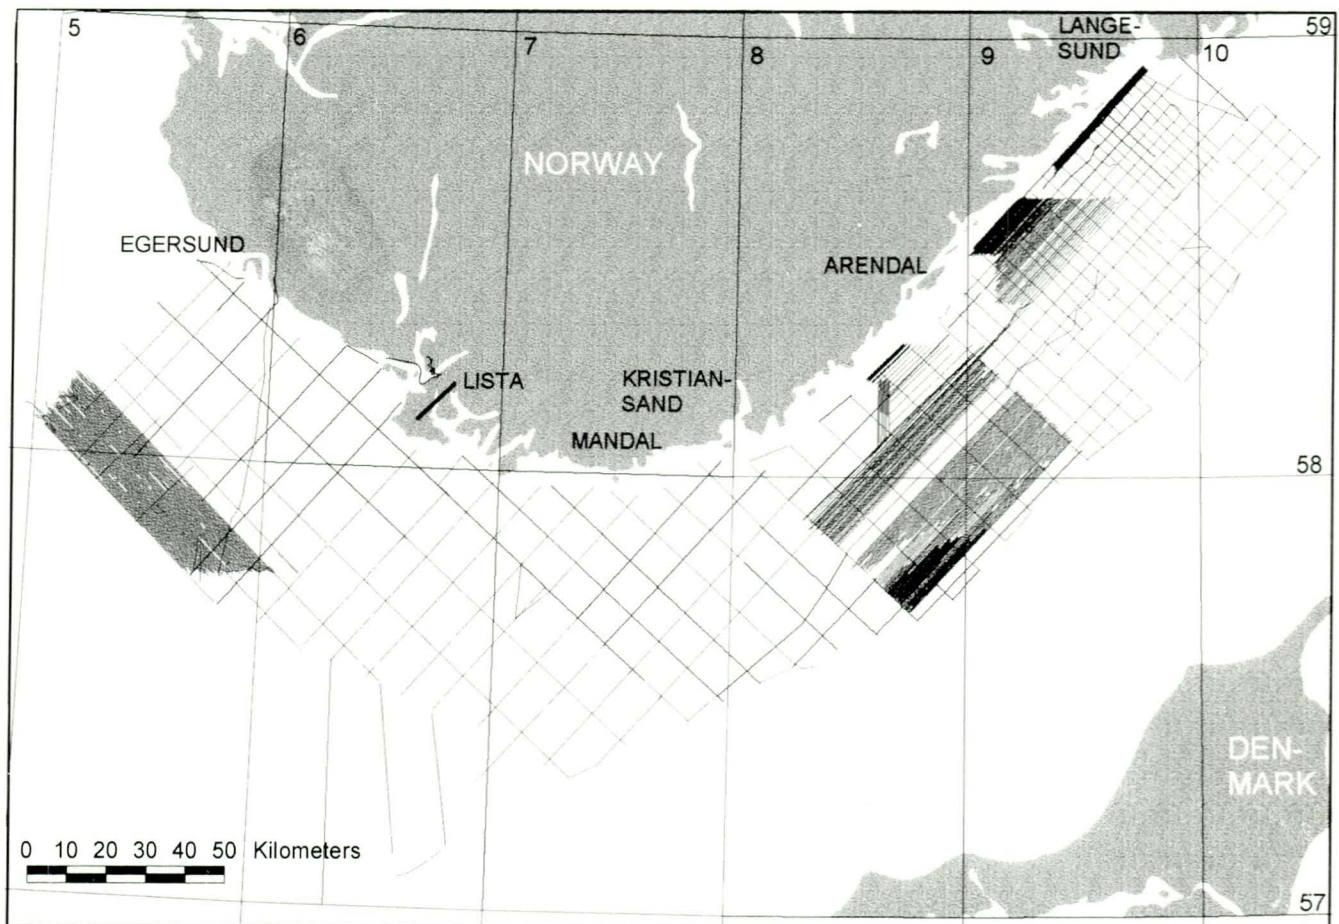 5
6
7
8
9
LANGE-
SUND
10
59
NORWAY
EGERSUND
ARENDAL
LISTA
KRISTIAN-
SAND
MANDAL
58
DEN-
MARK
0 10 20 30 40 50 Kilometers
57